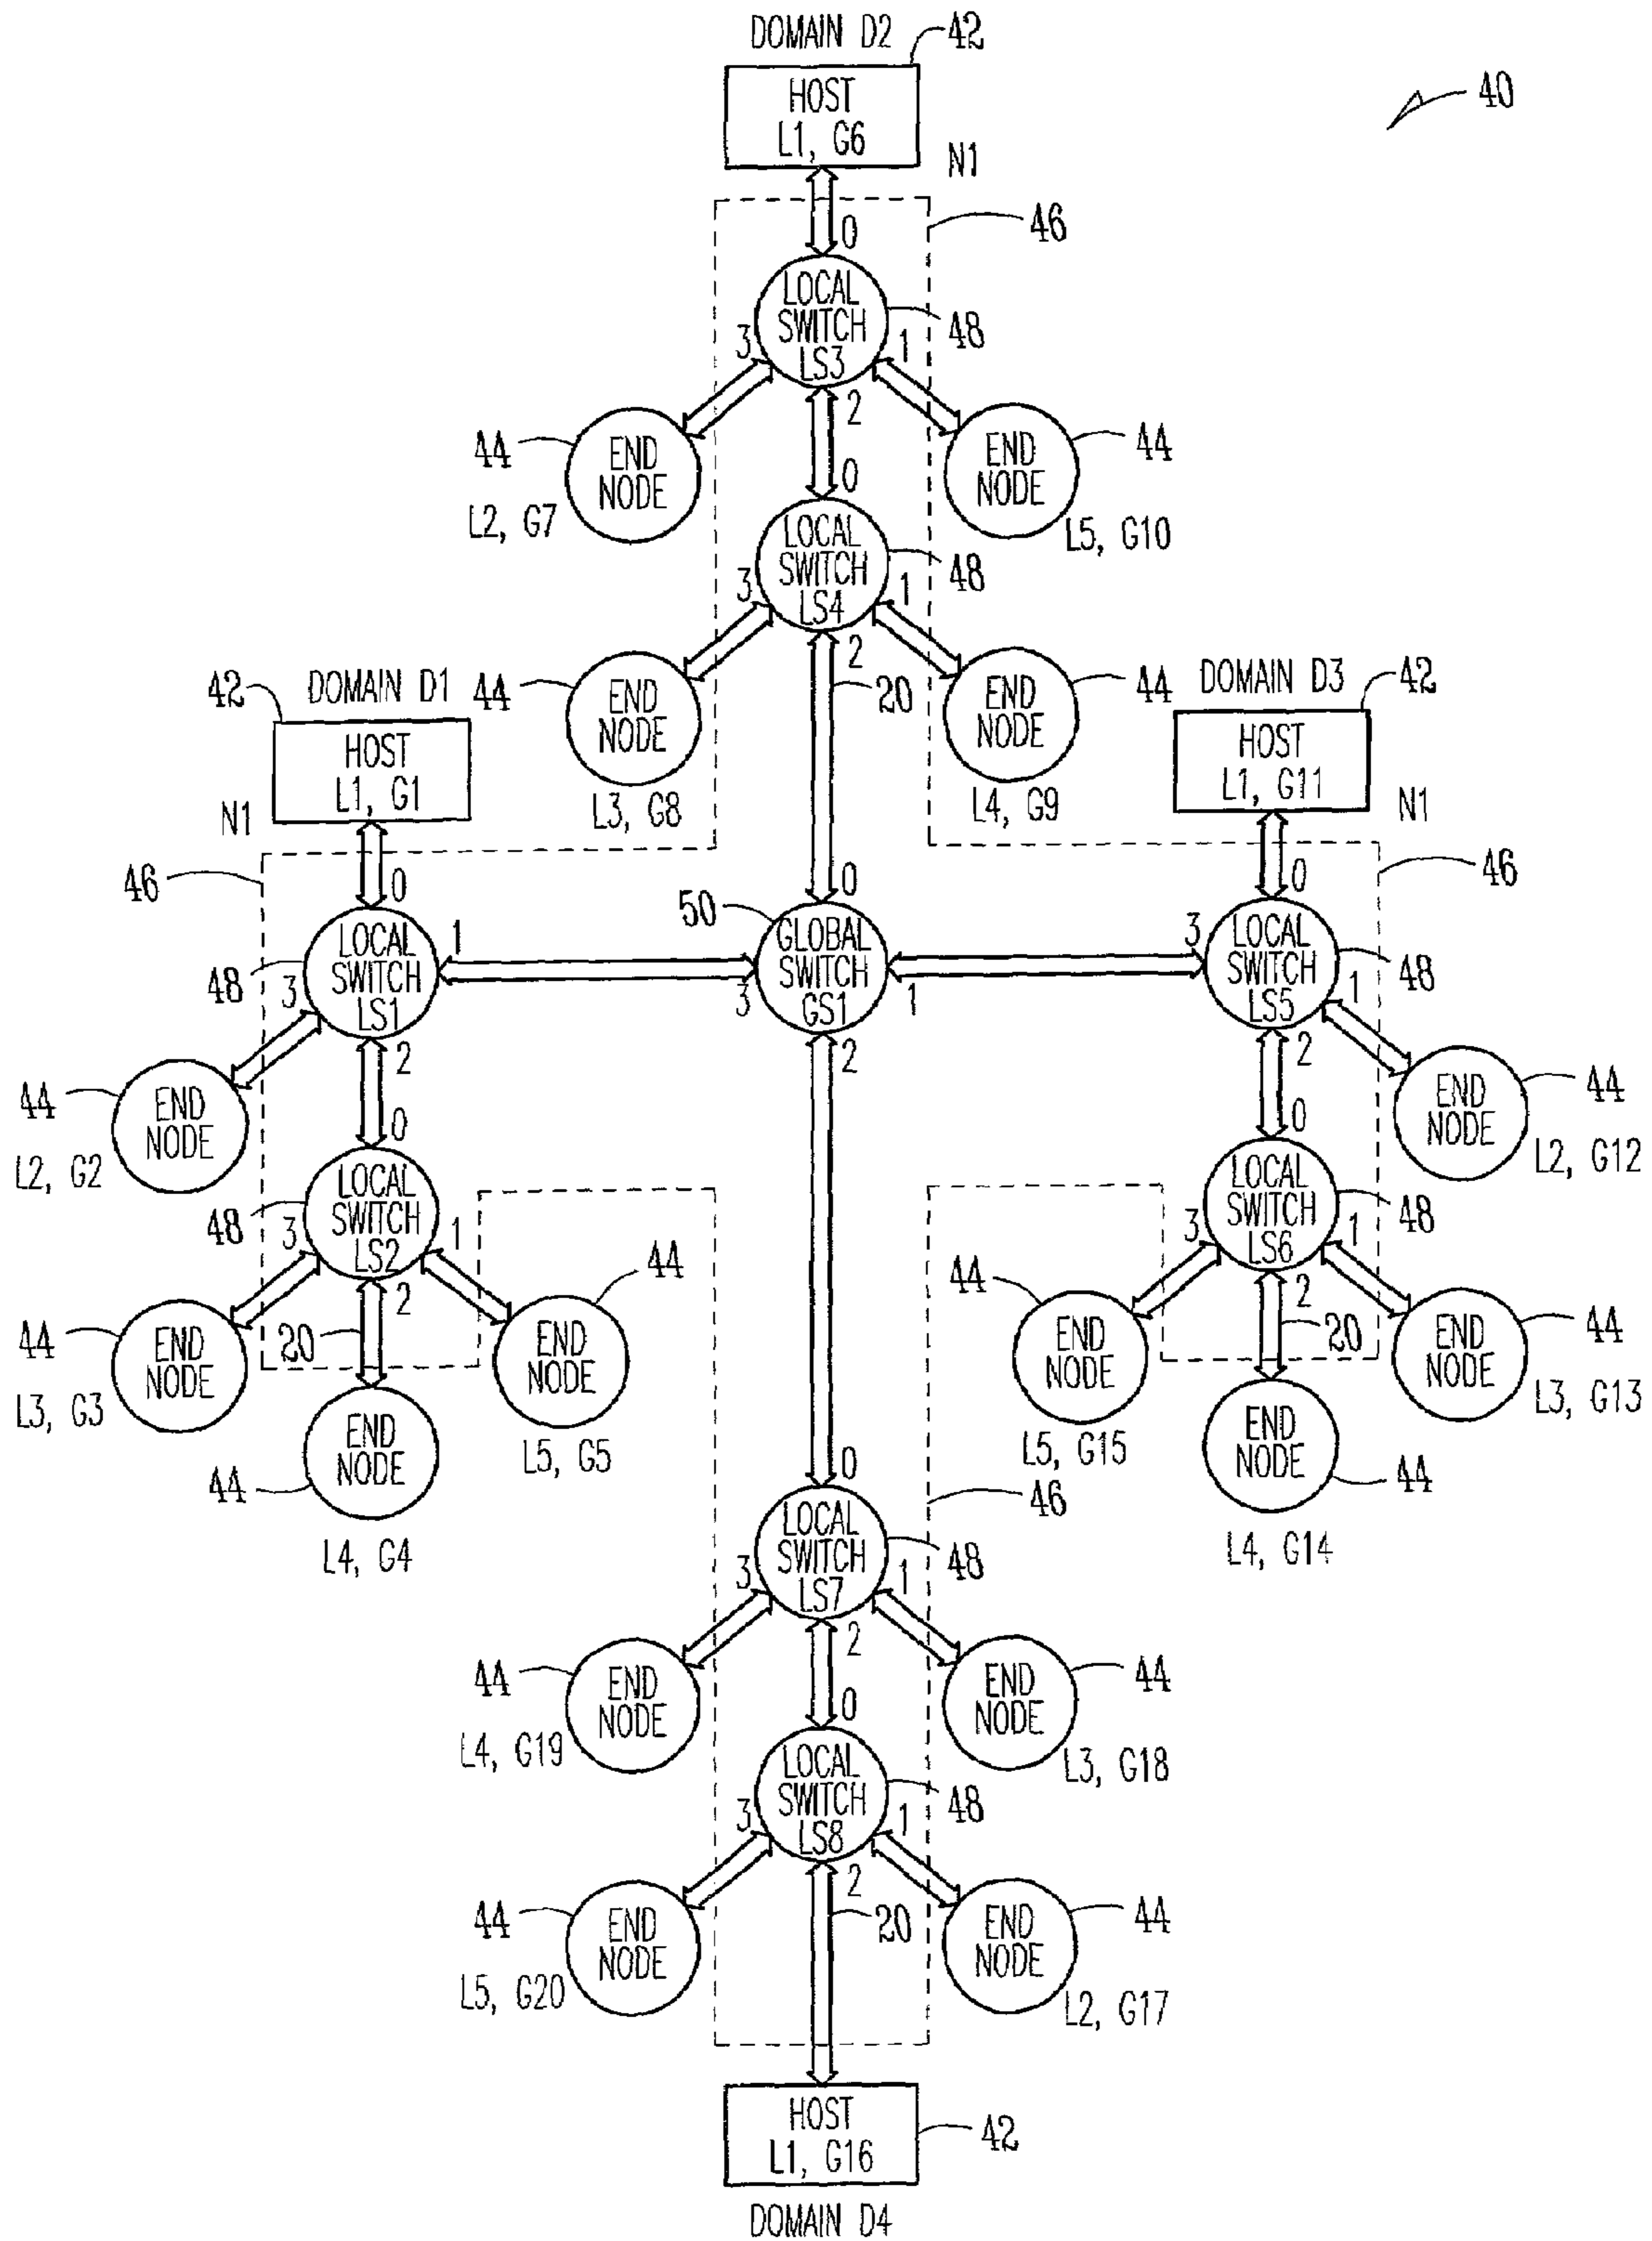 DOMAIN D2
42
HOST
L1, G6
40
N1
46
0
LOCAL
SWITCH
LS3
48
3
1
2
44
END
NODE
L2, G7
44
END
NODE
L5, G10
0
LOCAL
SWITCH
LS4
48
3
1
2
20
44
END
NODE
L3, G8
44
END
NODE
L4, G9
42
DOMAIN D1
HOST
L1, G1
N1
46
0
DOMAIN D3
42
HOST
L1, G11
N1
46
0
50
0
GLOBAL
SWITCH
GS1
3
1
2
LOCAL
SWITCH
LS1
48
1
3
2
LOCAL
SWITCH
LS5
48
3
1
2
44
END
NODE
L2, G2
44
END
NODE
L2, G12
0
LOCAL
SWITCH
LS2
48
3
1
2
20
0
LOCAL
SWITCH
LS6
48
3
1
2
20
44
END
NODE
L3, G3
44
END
NODE
L5, G5
44
END
NODE
L5, G15
44
END
NODE
L3, G13
END
NODE
44
L4, G4
END
NODE
44
L4, G14
46
0
LOCAL
SWITCH
LS7
48
3
1
2
44
END
NODE
L4, G19
44
END
NODE
L3, G18
0
LOCAL
SWITCH
LS8
48
3
1
2
20
44
END
NODE
L5, G20
44
END
NODE
L2, G17
HOST
L1, G16
42
DOMAIN D4